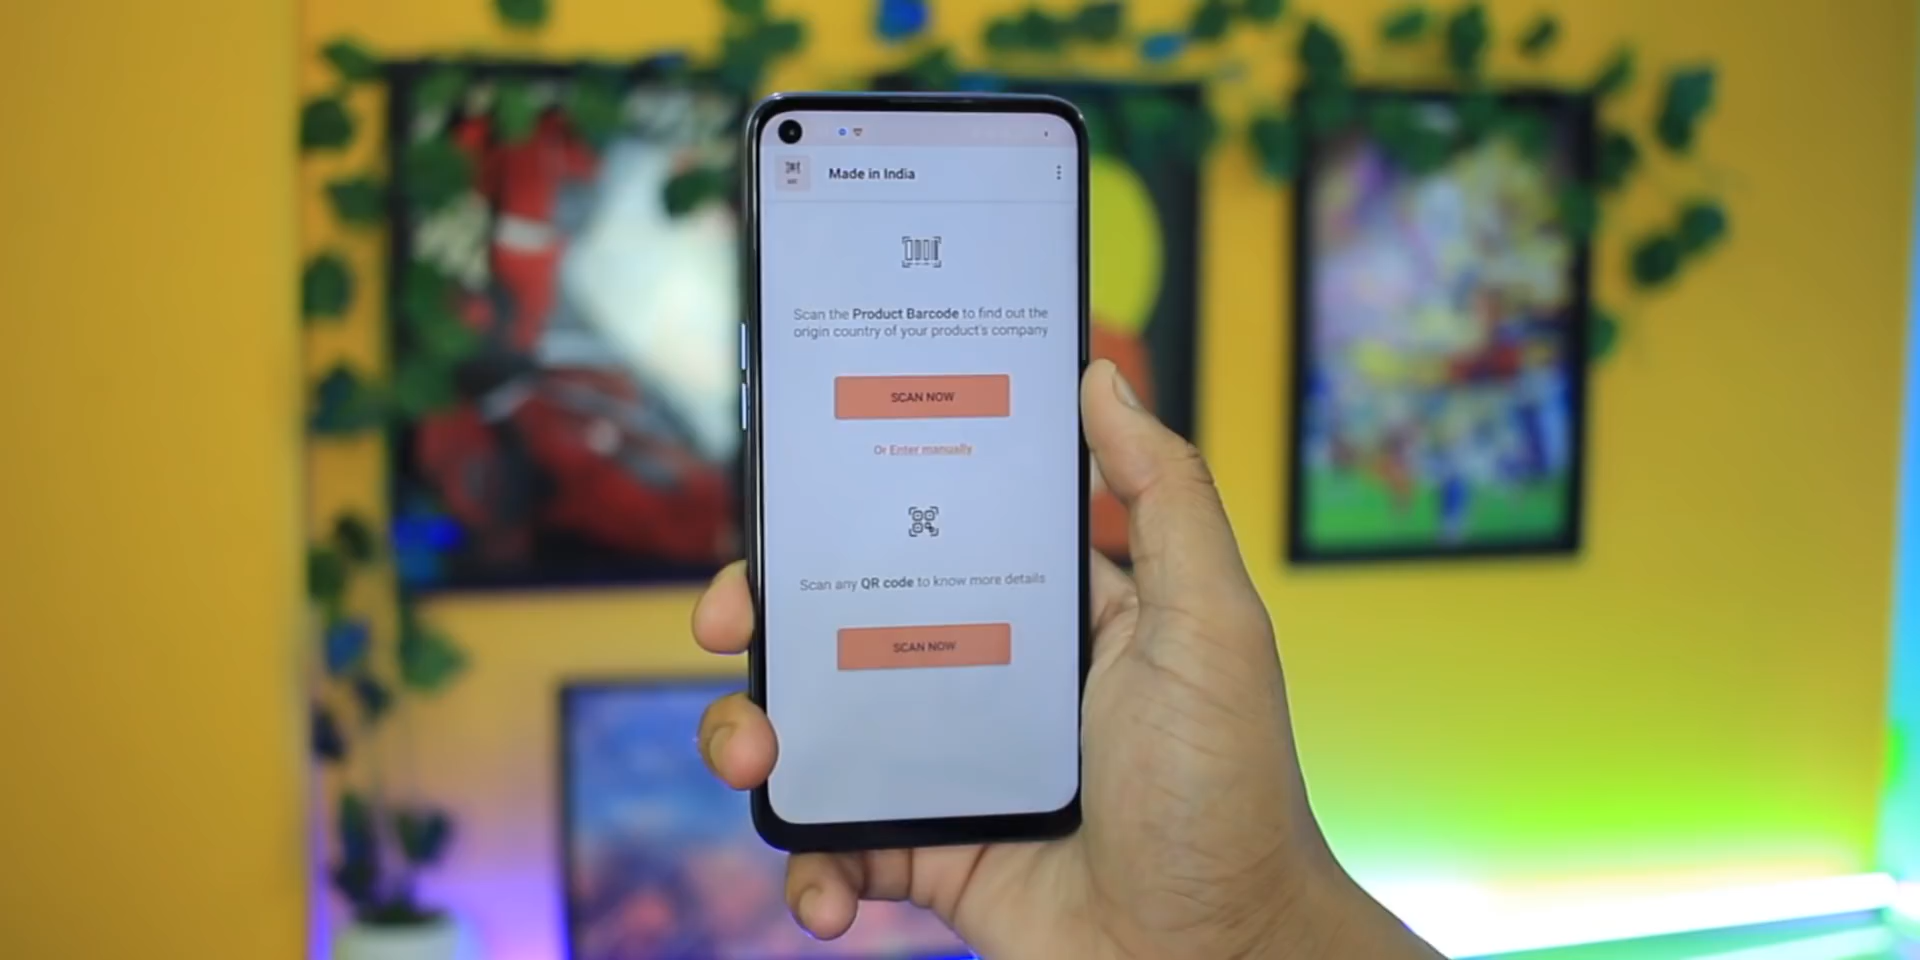 Made in India
Scan the Product Barcode to find out the
origin country of your product's company
SCAN NOW
Or Enter manually
Scan any QR code to know more details
SCAN NOW